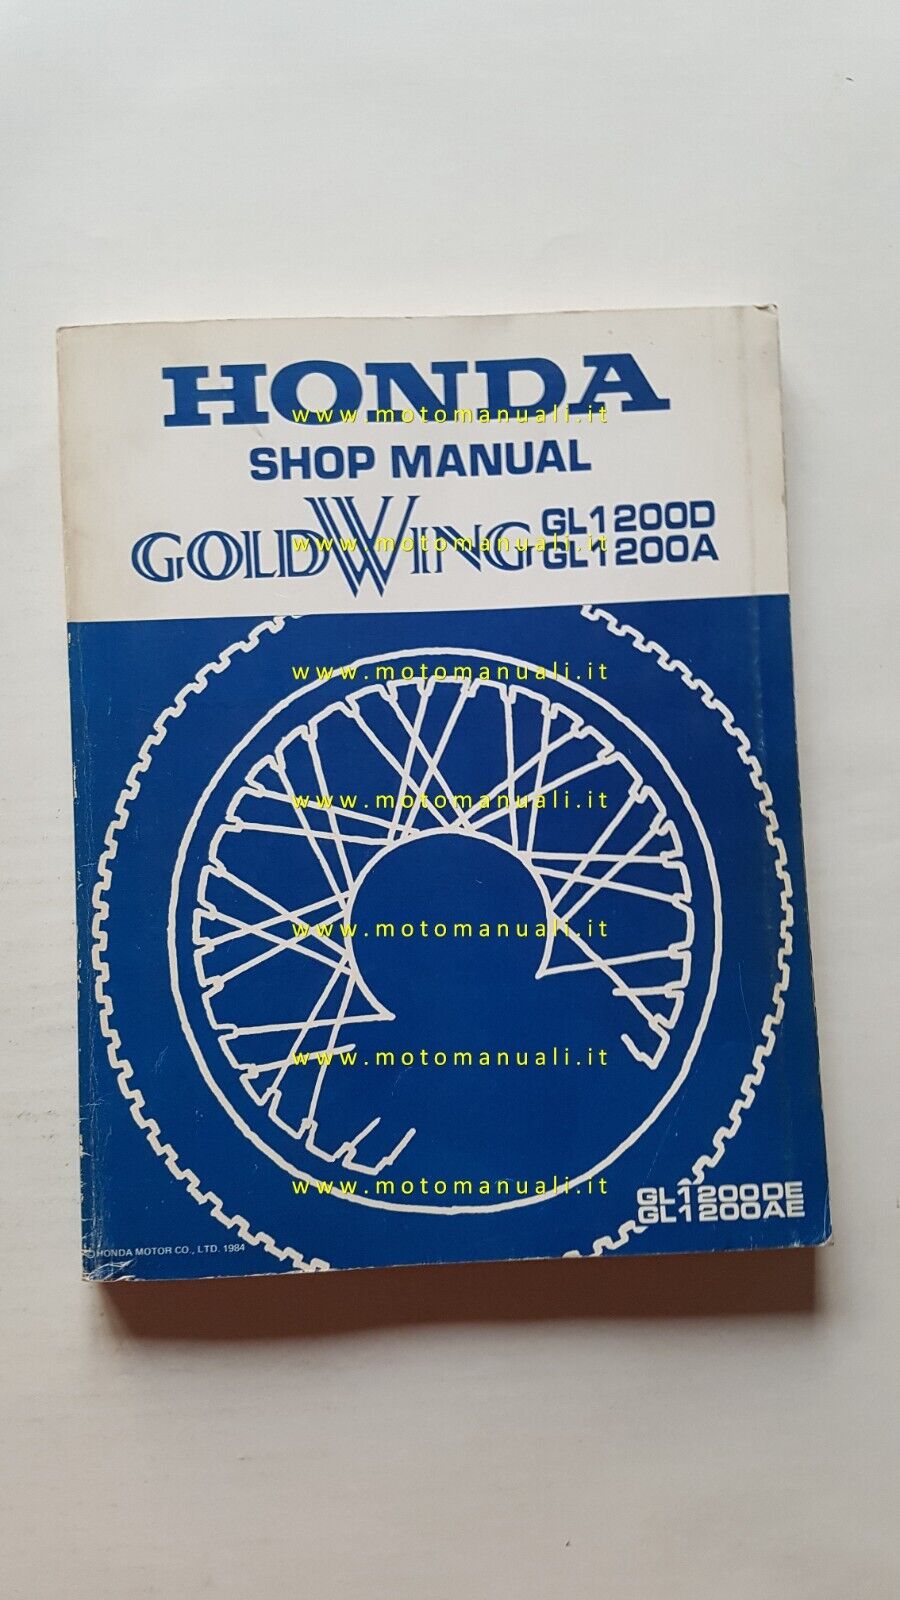 HONDA
www.motomanuali.it
SHOP MANUAL
GOLDWING GL1200D
GL1200A
www.motomanuali.it
www.motomanuali.it
www.motomanuali.it
www.motomanuali.it
www.motomanuali.it
www.motomanuali.it
GL1200DE
GL1200AE
©HONDA MOTOR CO., LTD. 1984